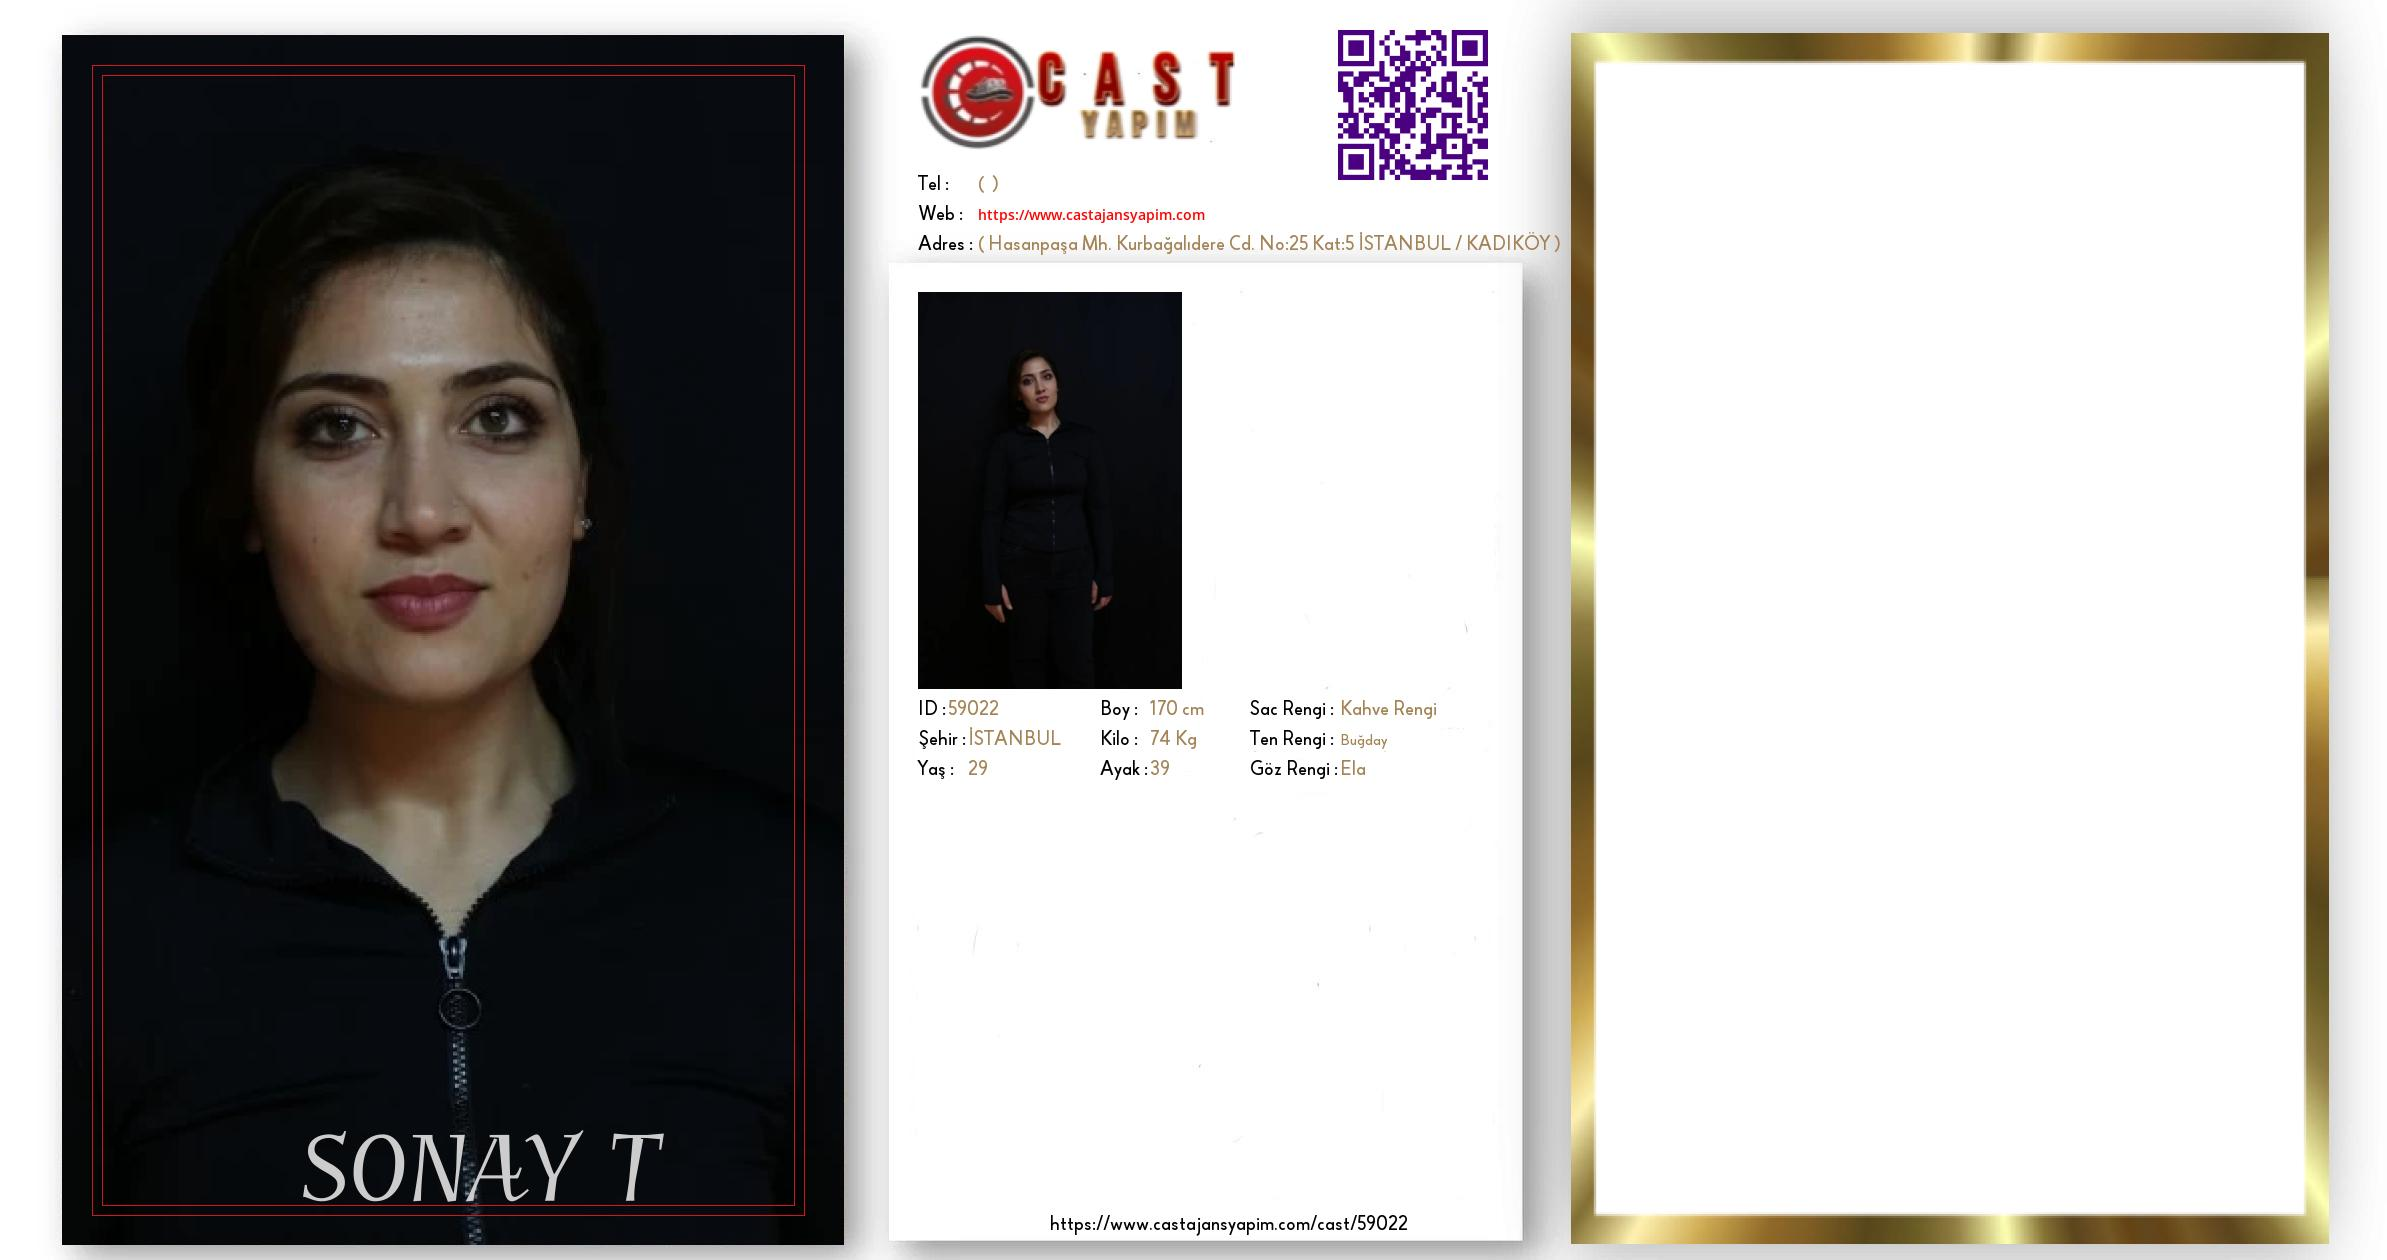 SONAY T
CAST
YAPIM
Tel : ( )
Web : https://www.castajansyapim.com
Adres : ( Hasanpaşa Mh. Kurbağalıdere Cd. No:25 Kat:5 İSTANBUL / KADIKÖY )
ID : 59022 Boy : 170 cm Sac Rengi : Kahve Rengi
Şehir : İSTANBUL Kilo : 74 Kg Ten Rengi : Buğday
Yaş : 29 Ayak : 39 Göz Rengi : Ela
https://www.castajansyapim.com/cast/59022